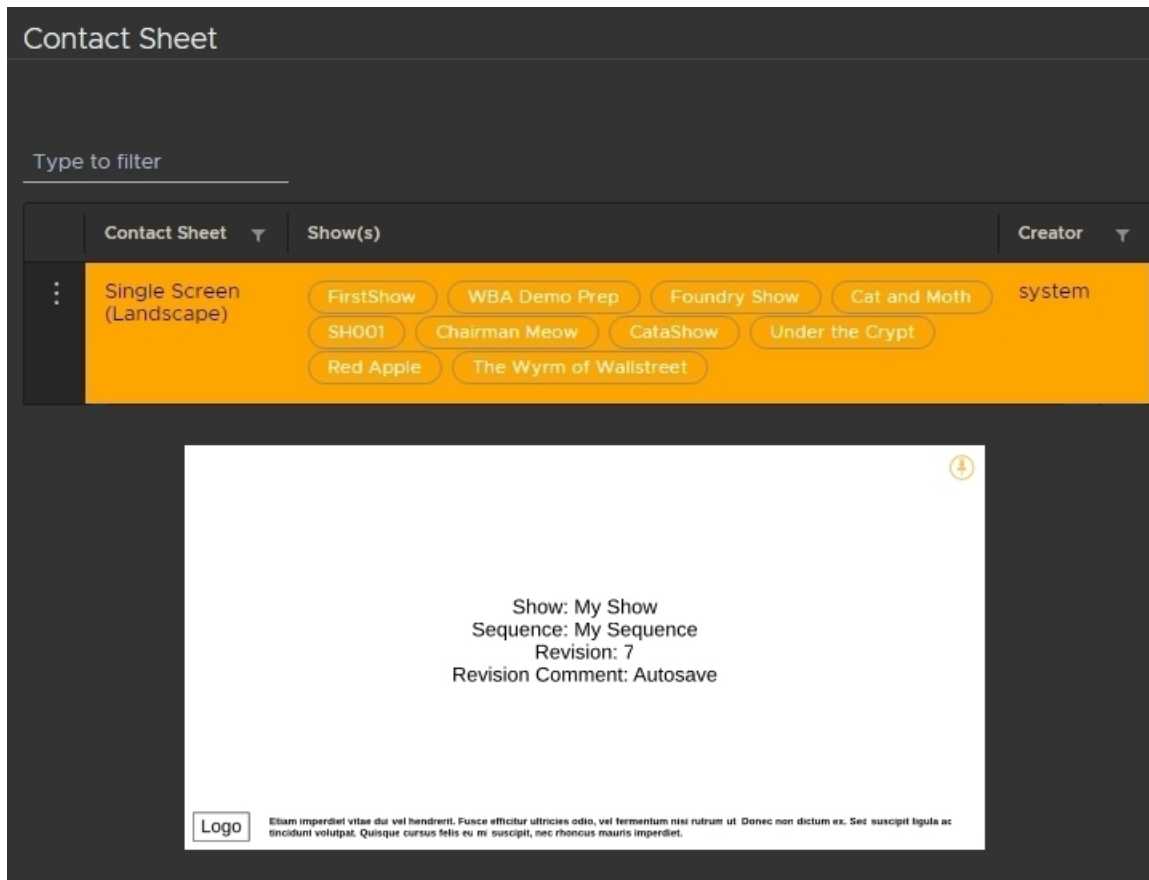 Contact Sheet
Type to filter
Contact Sheet Show(s) Creator
Single Screen (Landscape)
FirstShow WBA Demo Prep Foundry Show Cat and Moth
SH001 Chairman Meow CataShow Under the Crypt
Red Apple The Wyrm of Wallstreet
system
Show: My Show
Sequence: My Sequence
Revision: 7
Revision Comment: Autosave
Logo
Etiam imperdiet vitae dui vel hendrerit. Fusce efficitur ultricies odio, vel fermentum nisi rutrum ut. Donec non dictum ex. Sed suscipit ligula ac
tincidunt volutpat. Quisque cursus felis eu mi suscipit, nec rhoncus mauris imperdiet.